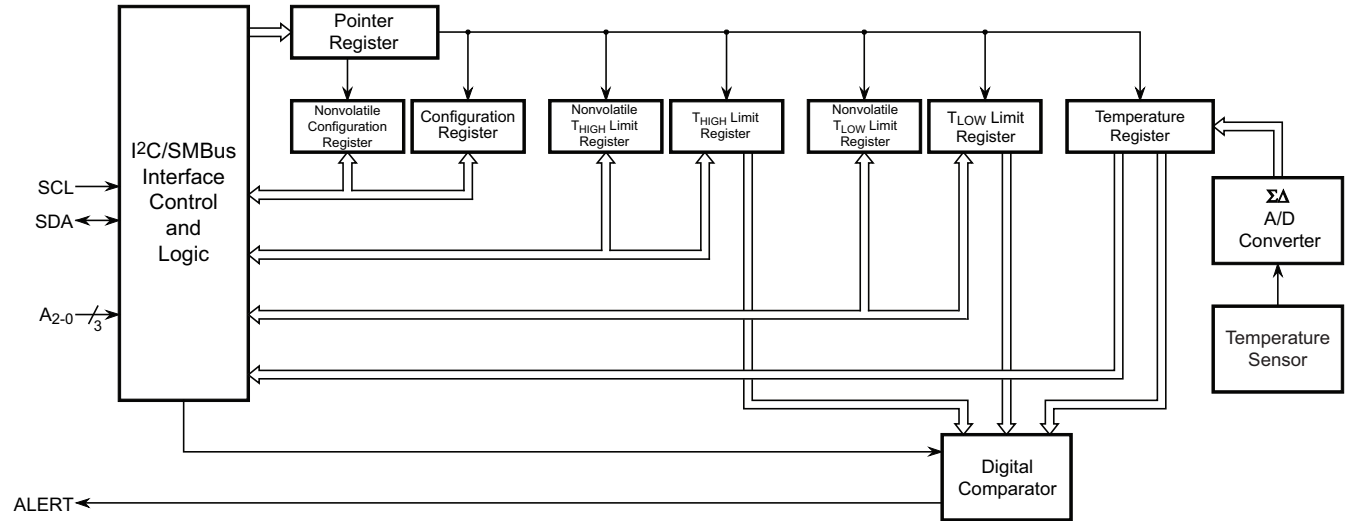 Pointer
Register
Nonvolatile
Configuration
Register
Configuration
Register
Nonvolatile
THIGH Limit
Register
THIGH Limit
Register
Nonvolatile
TLOW Limit
Register
TLOW Limit
Register
Temperature
Register
I²C/SMBus
Interface
Control
and
Logic
SCL
SDA
A2-0
3
ΣΔ
A/D
Converter
Temperature
Sensor
Digital
Comparator
ALERT